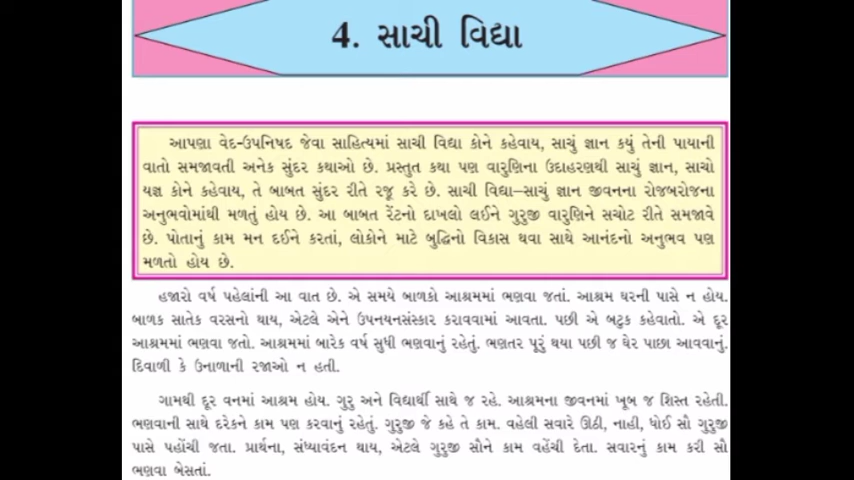 4. સાચી વિદ્યા
આપણા વેદ-ઉપનિષદ જેવા સાહિત્યમાં સાચી વિદ્યા કોને કહેવાય, સાચું જ્ઞાન કયું તેની પાયાની
વાતો સમજાવતી અનેક સુંદર કથાઓ છે. પ્રસ્તુત કથા પણ વારુણિના ઉદાહરણથી સાચું જ્ઞાન, સાચો
યજ્ઞ કોને કહેવાય, તે બાબત સુંદર રીતે રજૂ કરે છે. સાચી વિદ્યા–સાચું જ્ઞાન જીવનના રોજબરોજના
અનુભવોમાંથી મળતું હોય છે. આ બાબત રેંટનો દાખલો લઈને ગુરુજી વારુણિને સચોટ રીતે સમજાવે
છે. પોતાનું કામ મન દઈને કરતાં, લોકોને માટે બુદ્ધિનો વિકાસ થવા સાથે આનંદનો અનુભવ પણ
મળતો હોય છે.
હજારો વર્ષ પહેલાંની આ વાત છે. એ સમયે બાળકો આશ્રમમાં ભણવા જતાં. આશ્રમ ઘરની પાસે ન હોય.
બાળક સાતેક વરસનો થાય, એટલે એને ઉપનયનસંસ્કાર કરાવવામાં આવતા. પછી એ બટુક કહેવાતો. એ દૂર
આશ્રમમાં ભણવા જતો. આશ્રમમાં બારેક વર્ષ સુધી ભણવાનું રહેતું. ભણતર પૂરું થયા પછી જ ઘેર પાછા આવવાનું.
દિવાળી કે ઉનાળાની રજાઓ ન હતી.
ગામથી દૂર વનમાં આશ્રમ હોય. ગુરુ અને વિદ્યાર્થી સાથે જ રહે. આશ્રમના જીવનમાં ખૂબ જ શિસ્ત રહેતી.
ભણવાની સાથે દરેકને કામ પણ કરવાનું રહેતું. ગુરુજી જે કહે તે કામ. વહેલી સવારે ઊઠી, નાહી, ધોઈ સૌ ગુરુજી
પાસે પહોંચી જતા. પ્રાર્થના, સંધ્યાવંદન થાય, એટલે ગુરુજી સૌને કામ વહેંચી દેતા. સવારનું કામ કરી સૌ
ભણવા બેસતાં.